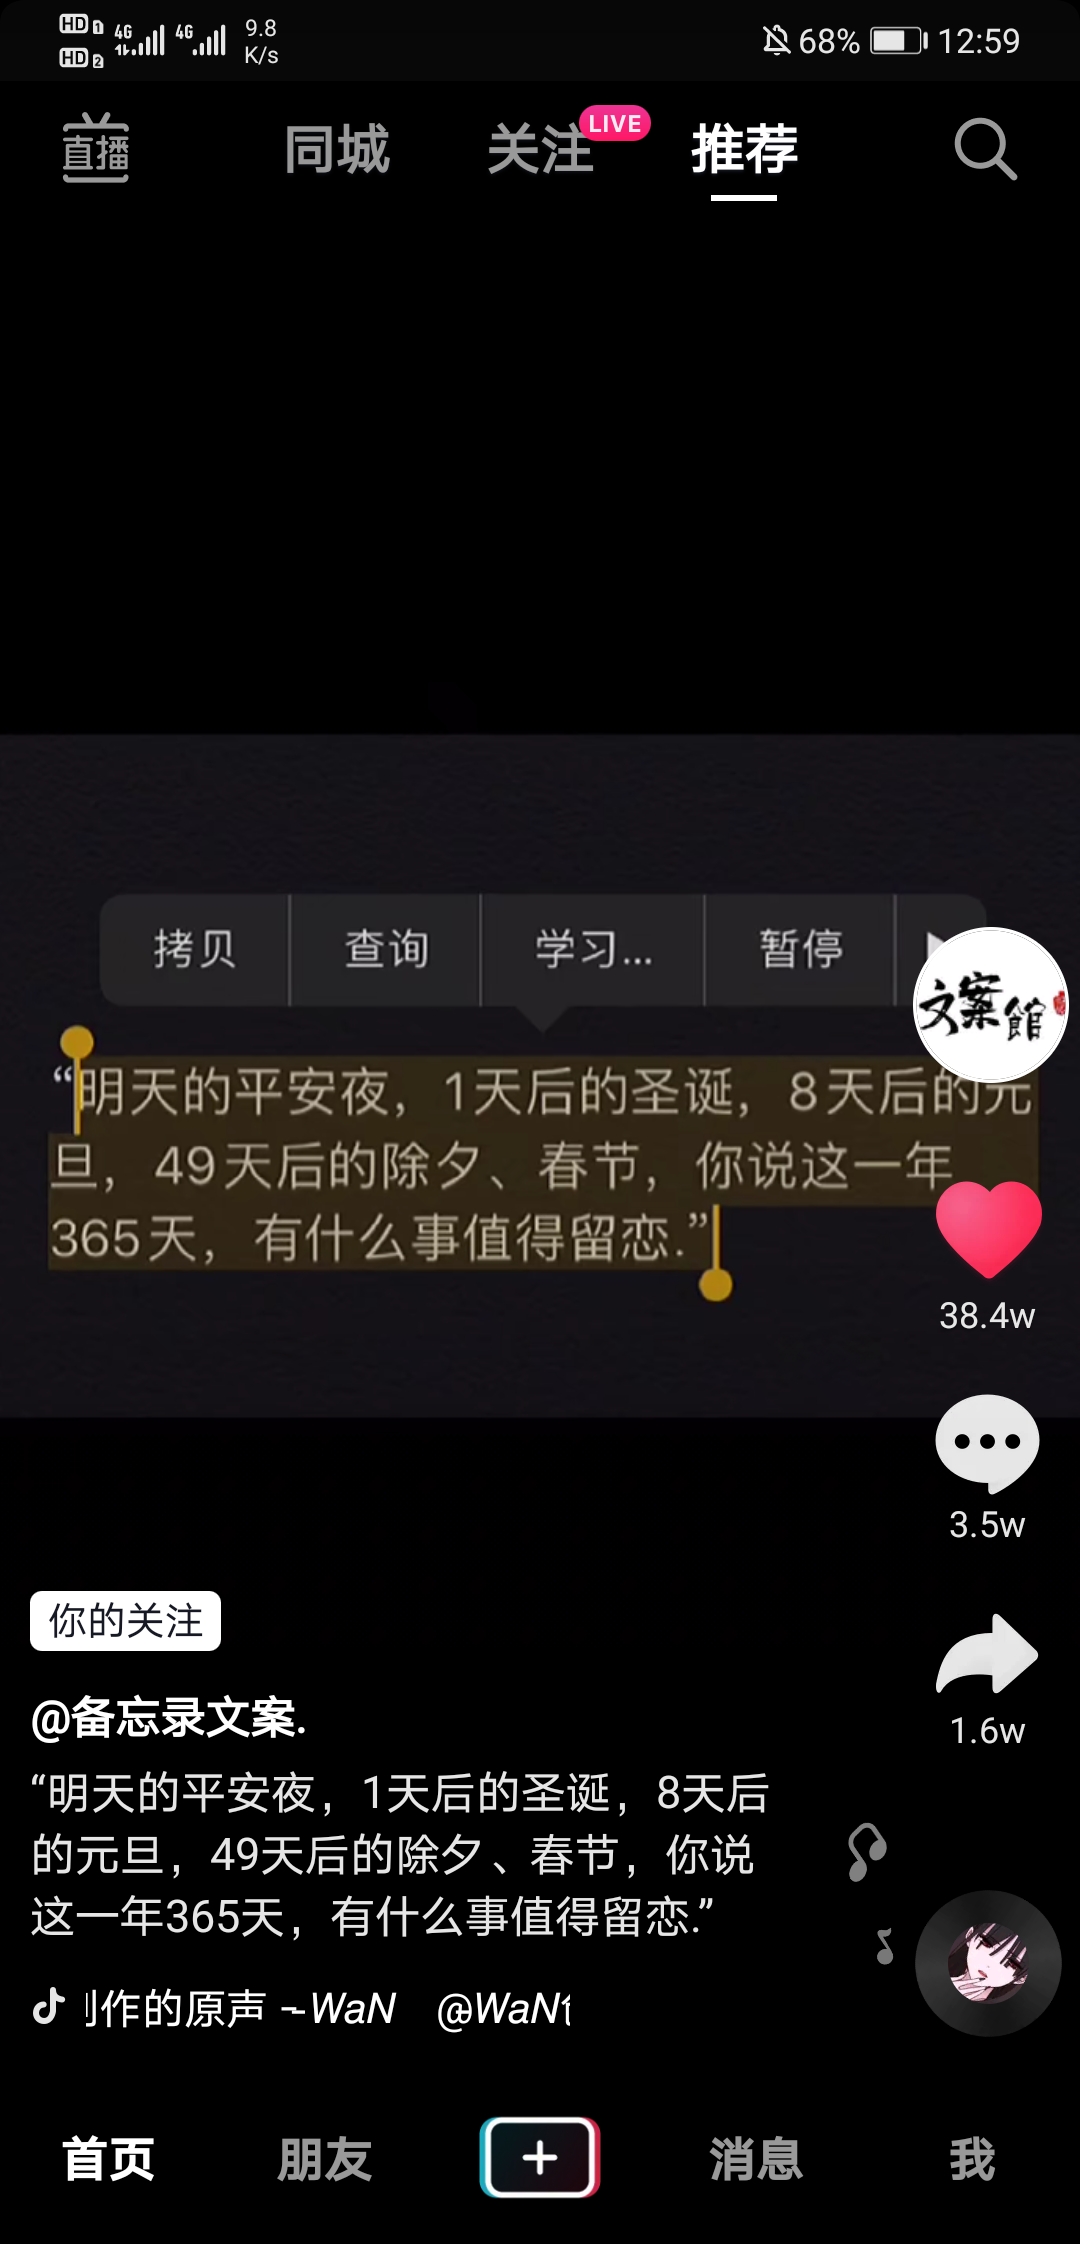 HD 1 4G 4G 9.8 68% 12:59
HD 2 K/s
直播 同城 关注 LIVE 推荐
拷贝 查询 学习... 暂停
文案館
“明天的平安夜，1天后的圣诞，8天后的元
旦，49天后的除夕、春节，你说这一年
365天，有什么事值得留恋.”
38.4w
3.5w
1.6w
你的关注
@备忘录文案.
“明天的平安夜，1天后的圣诞，8天后
的元旦，49天后的除夕、春节，你说
这一年365天，有什么事值得留恋.”
作的原声 -WaN @WaN
首页 朋友 消息 我